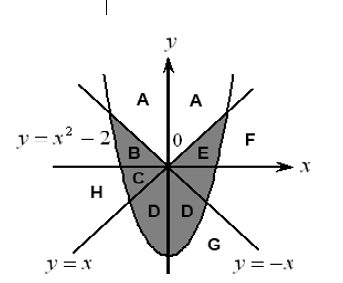 y
A A
y = x² − 2 0 F
B E
x
C
H
D D
G
y = x y = −x